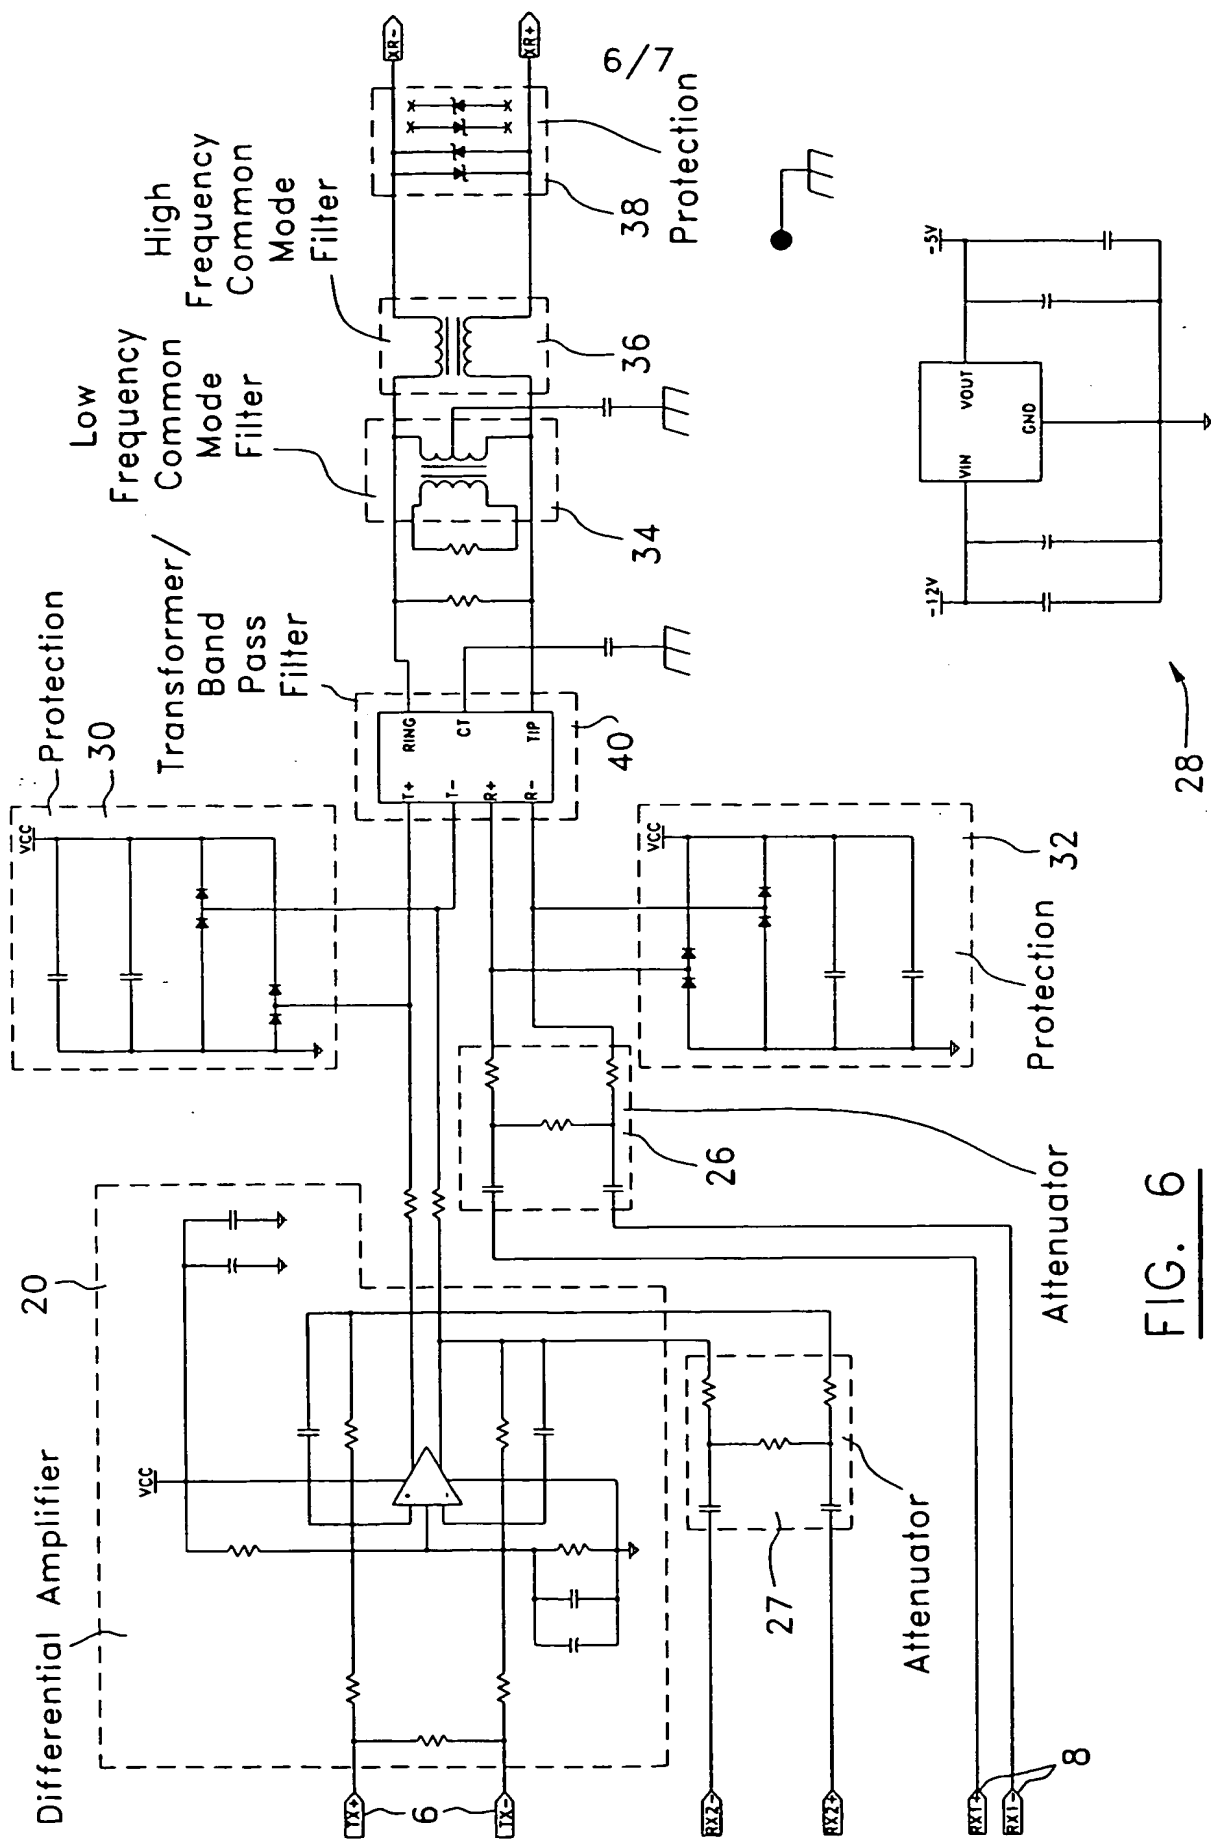 6/7
Differential Amplifier
20
VCC
TX+
6
TX-
RX2-
RX2+
RX1+
RX1-
8
27
Attenuator
26
Attenuator
Protection
30
VCC
Transformer/
Band
Pass
Filter
T+
T-
R+
R-
RING
CT
TIP
40
VCC
32
Protection
Low
Frequency
Common
Mode
Filter
34
High
Frequency
Common
Mode
Filter
36
38
Protection
XR-
XR+
-12V
VIN
VOUT
GND
-5V
28
FIG. 6